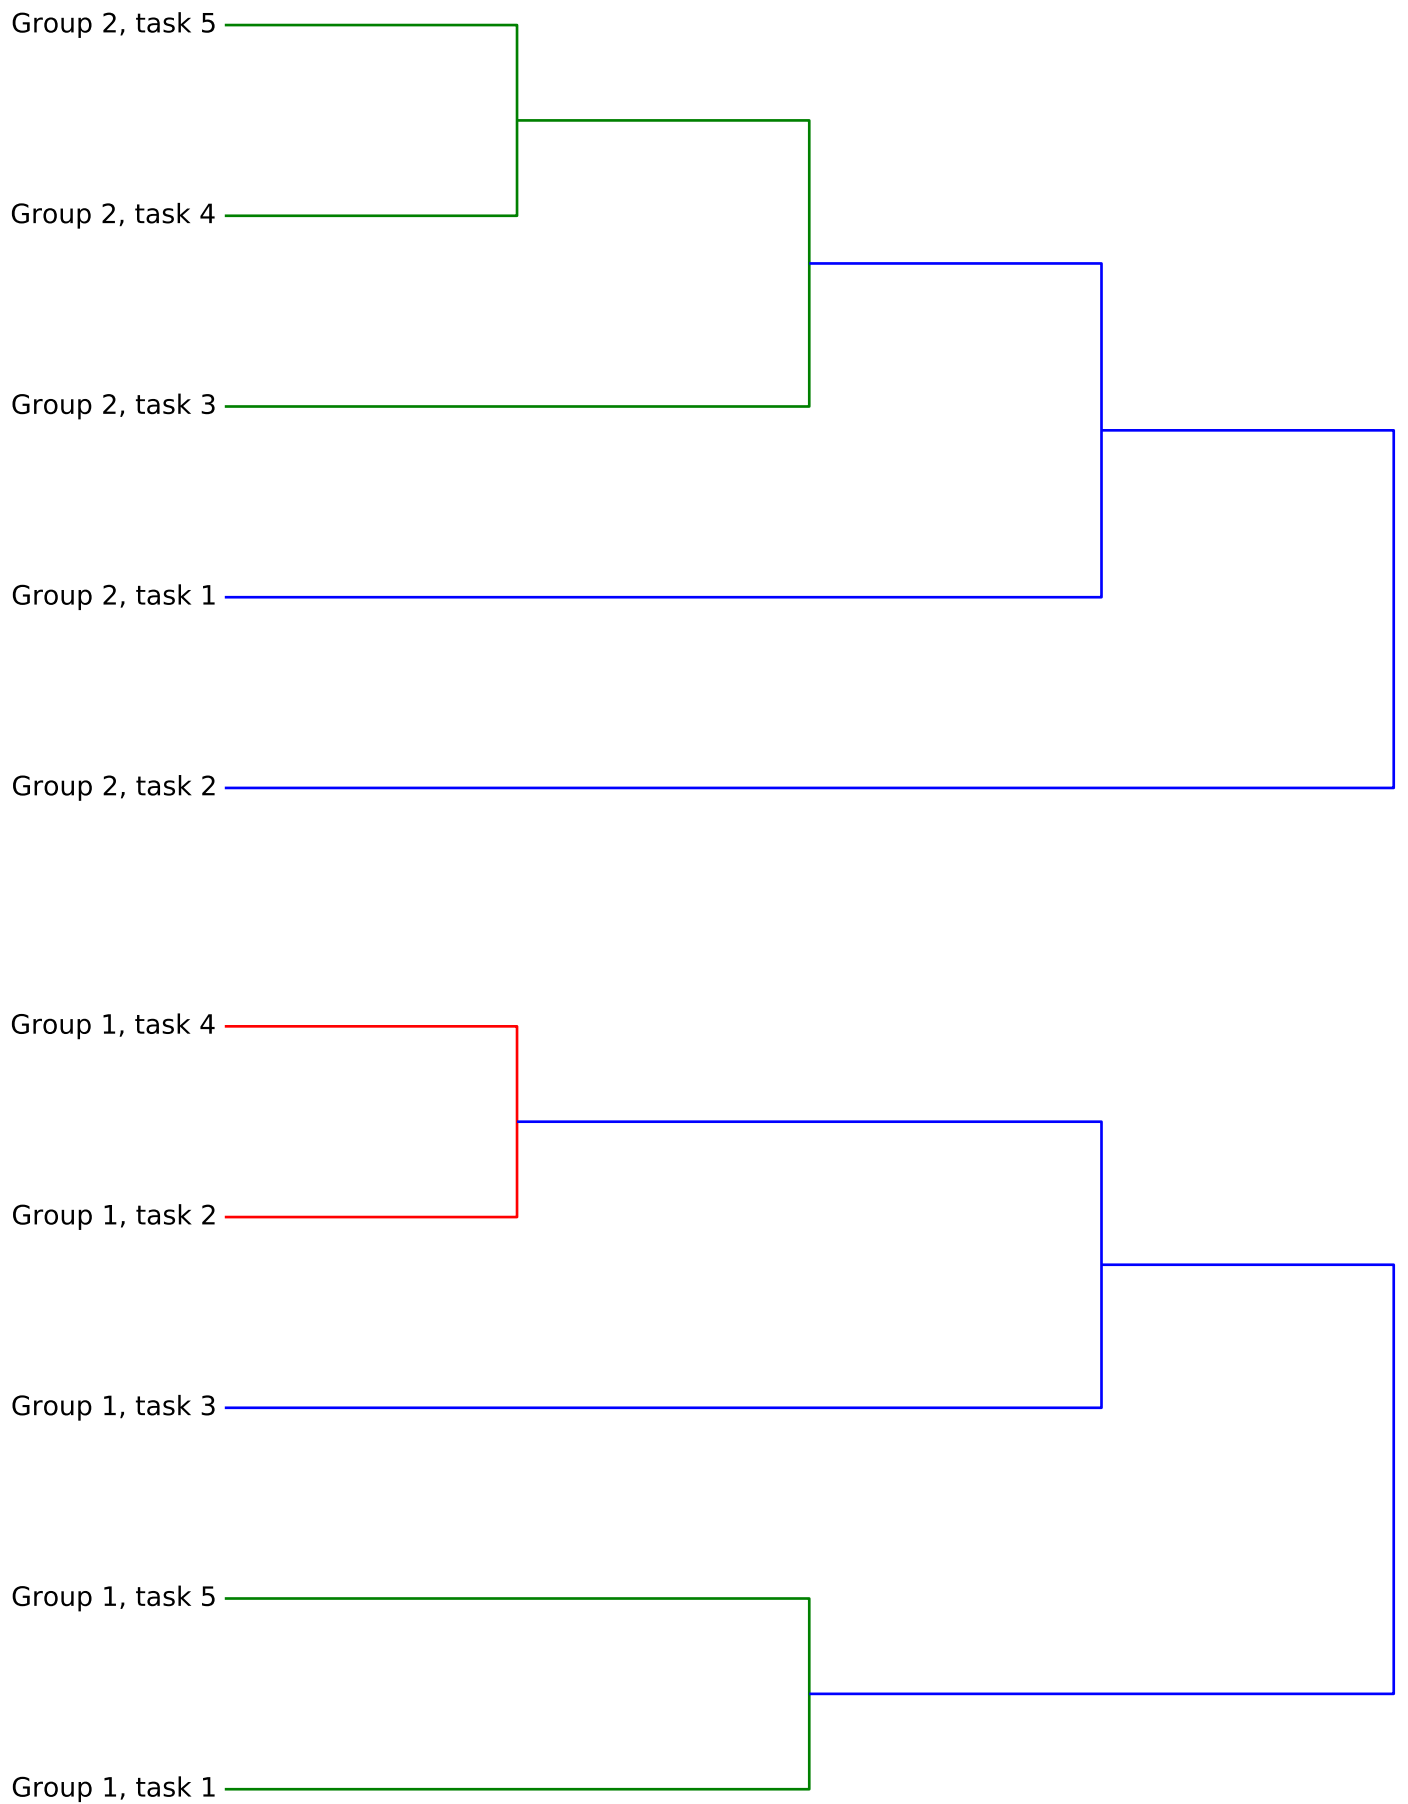 Group 2, task 5
Group 2, task 4
Group 2, task 3
Group 2, task 1
Group 2, task 2
Group 1, task 4
Group 1, task 2
Group 1, task 3
Group 1, task 5
Group 1, task 1